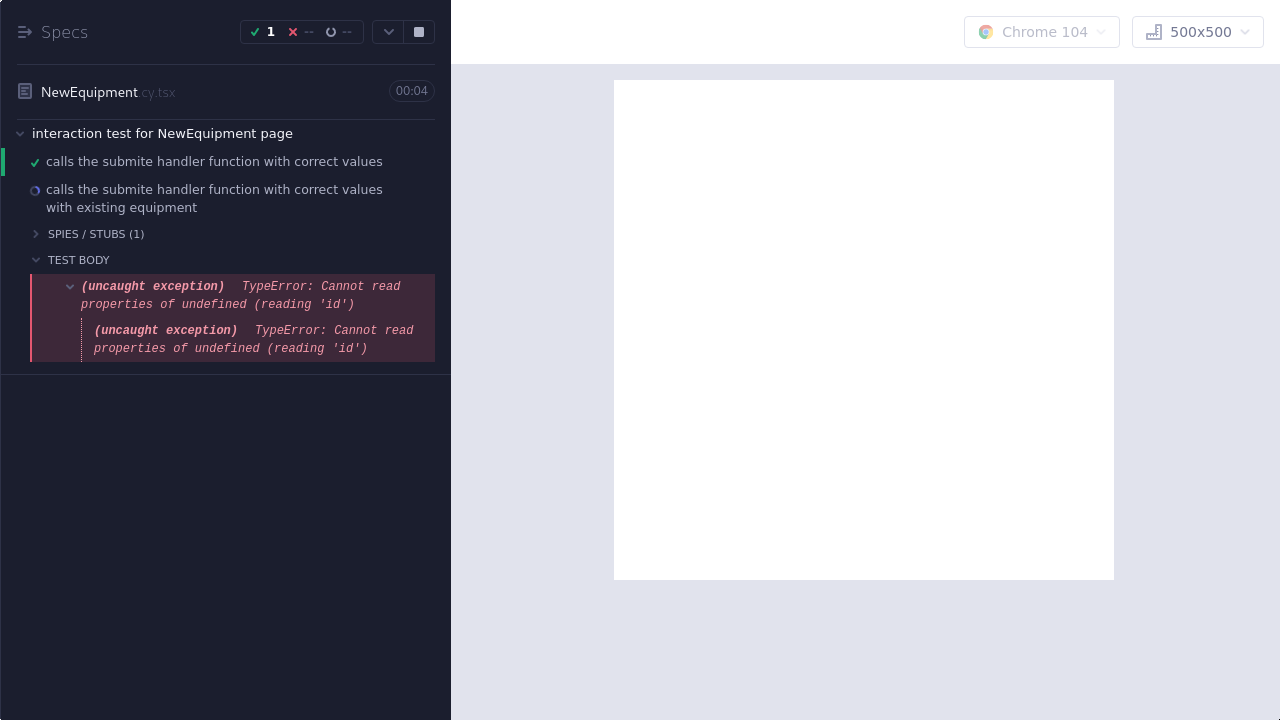 Specs
1
--
--
Chrome 104
500x500
NewEquipment.cy.tsx
00:04
interaction test for NewEquipment page
calls the submite handler function with correct values
calls the submite handler function with correct values
with existing equipment
SPIES / STUBS (1)
TEST BODY
(uncaught exception) TypeError: Cannot read
properties of undefined (reading 'id')
(uncaught exception) TypeError: Cannot read
properties of undefined (reading 'id')